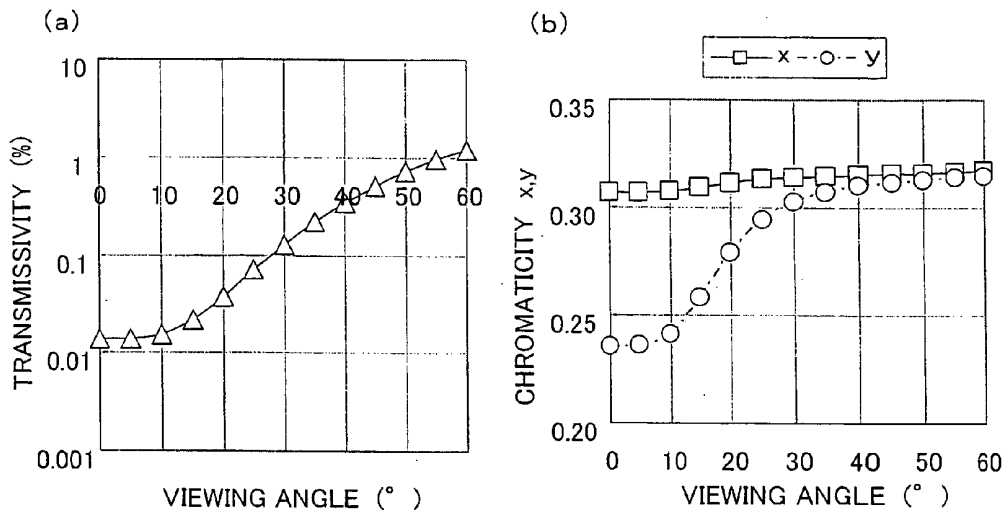 (a)
10
1
0.1
0.01
0.001
0 10 20 30 40 50 60
TRANSMISSIVITY (%)
VIEWING ANGLE (°)
(b)
x y
0.35
0.30
0.25
0.20
0 10 20 30 40 50 60
CHROMATICITY x,y
VIEWING ANGLE (°)